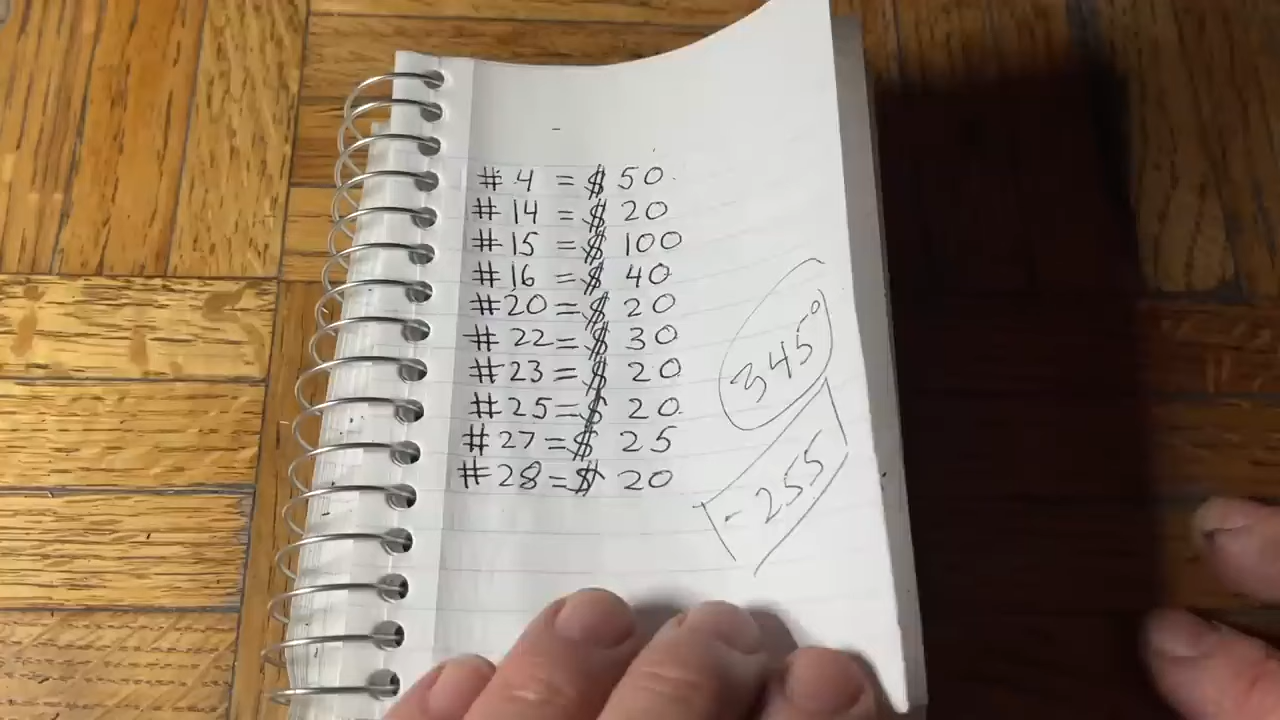 # 4 = $ 50
# 14 = $ 20
# 15 = $ 100
# 16 = $ 40
#20 = $ 20
# 22 = $ 30
#23 = $ 20
#25 = $ 20
#27 = $ 25
#28 = $ 20
345°
-255